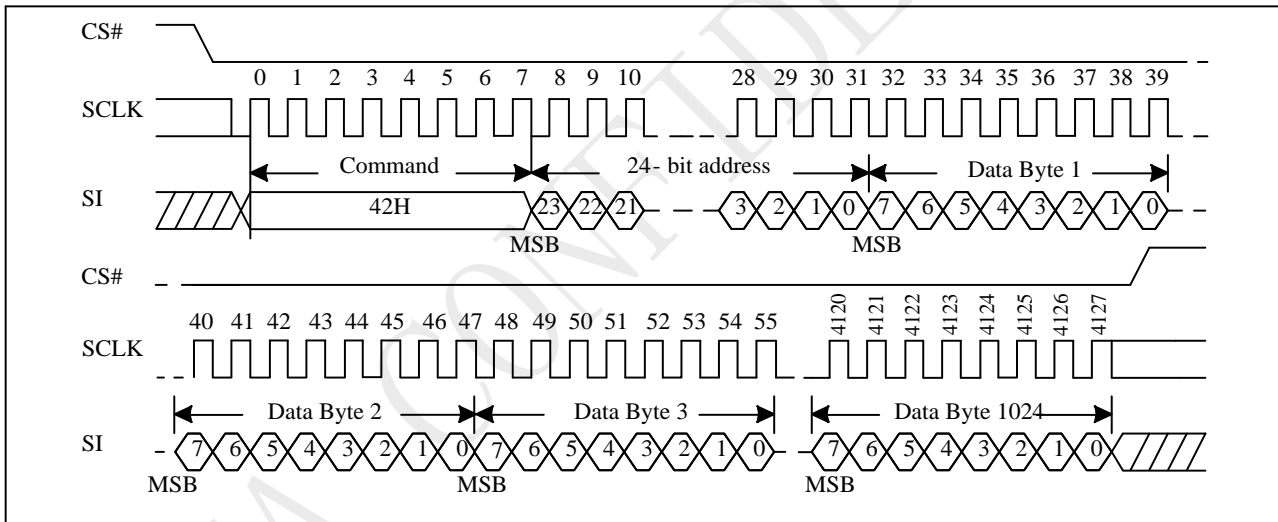 CS#
0 1 2 3 4 5 6 7 8 9 10 28 29 30 31 32 33 34 35 36 37 38 39
SCLK
Command 24- bit address Data Byte 1
SI 42H 23 22 21 3 2 1 0 7 6 5 4 3 2 1 0
MSB MSB
CS#
40 41 42 43 44 45 46 47 48 49 50 51 52 53 54 55 4120 4121 4122 4123 4124 4125 4126 4127
SCLK
Data Byte 2 Data Byte 3 Data Byte 1024
SI 7 6 5 4 3 2 1 0 7 6 5 4 3 2 1 0 7 6 5 4 3 2 1 0
MSB MSB MSB